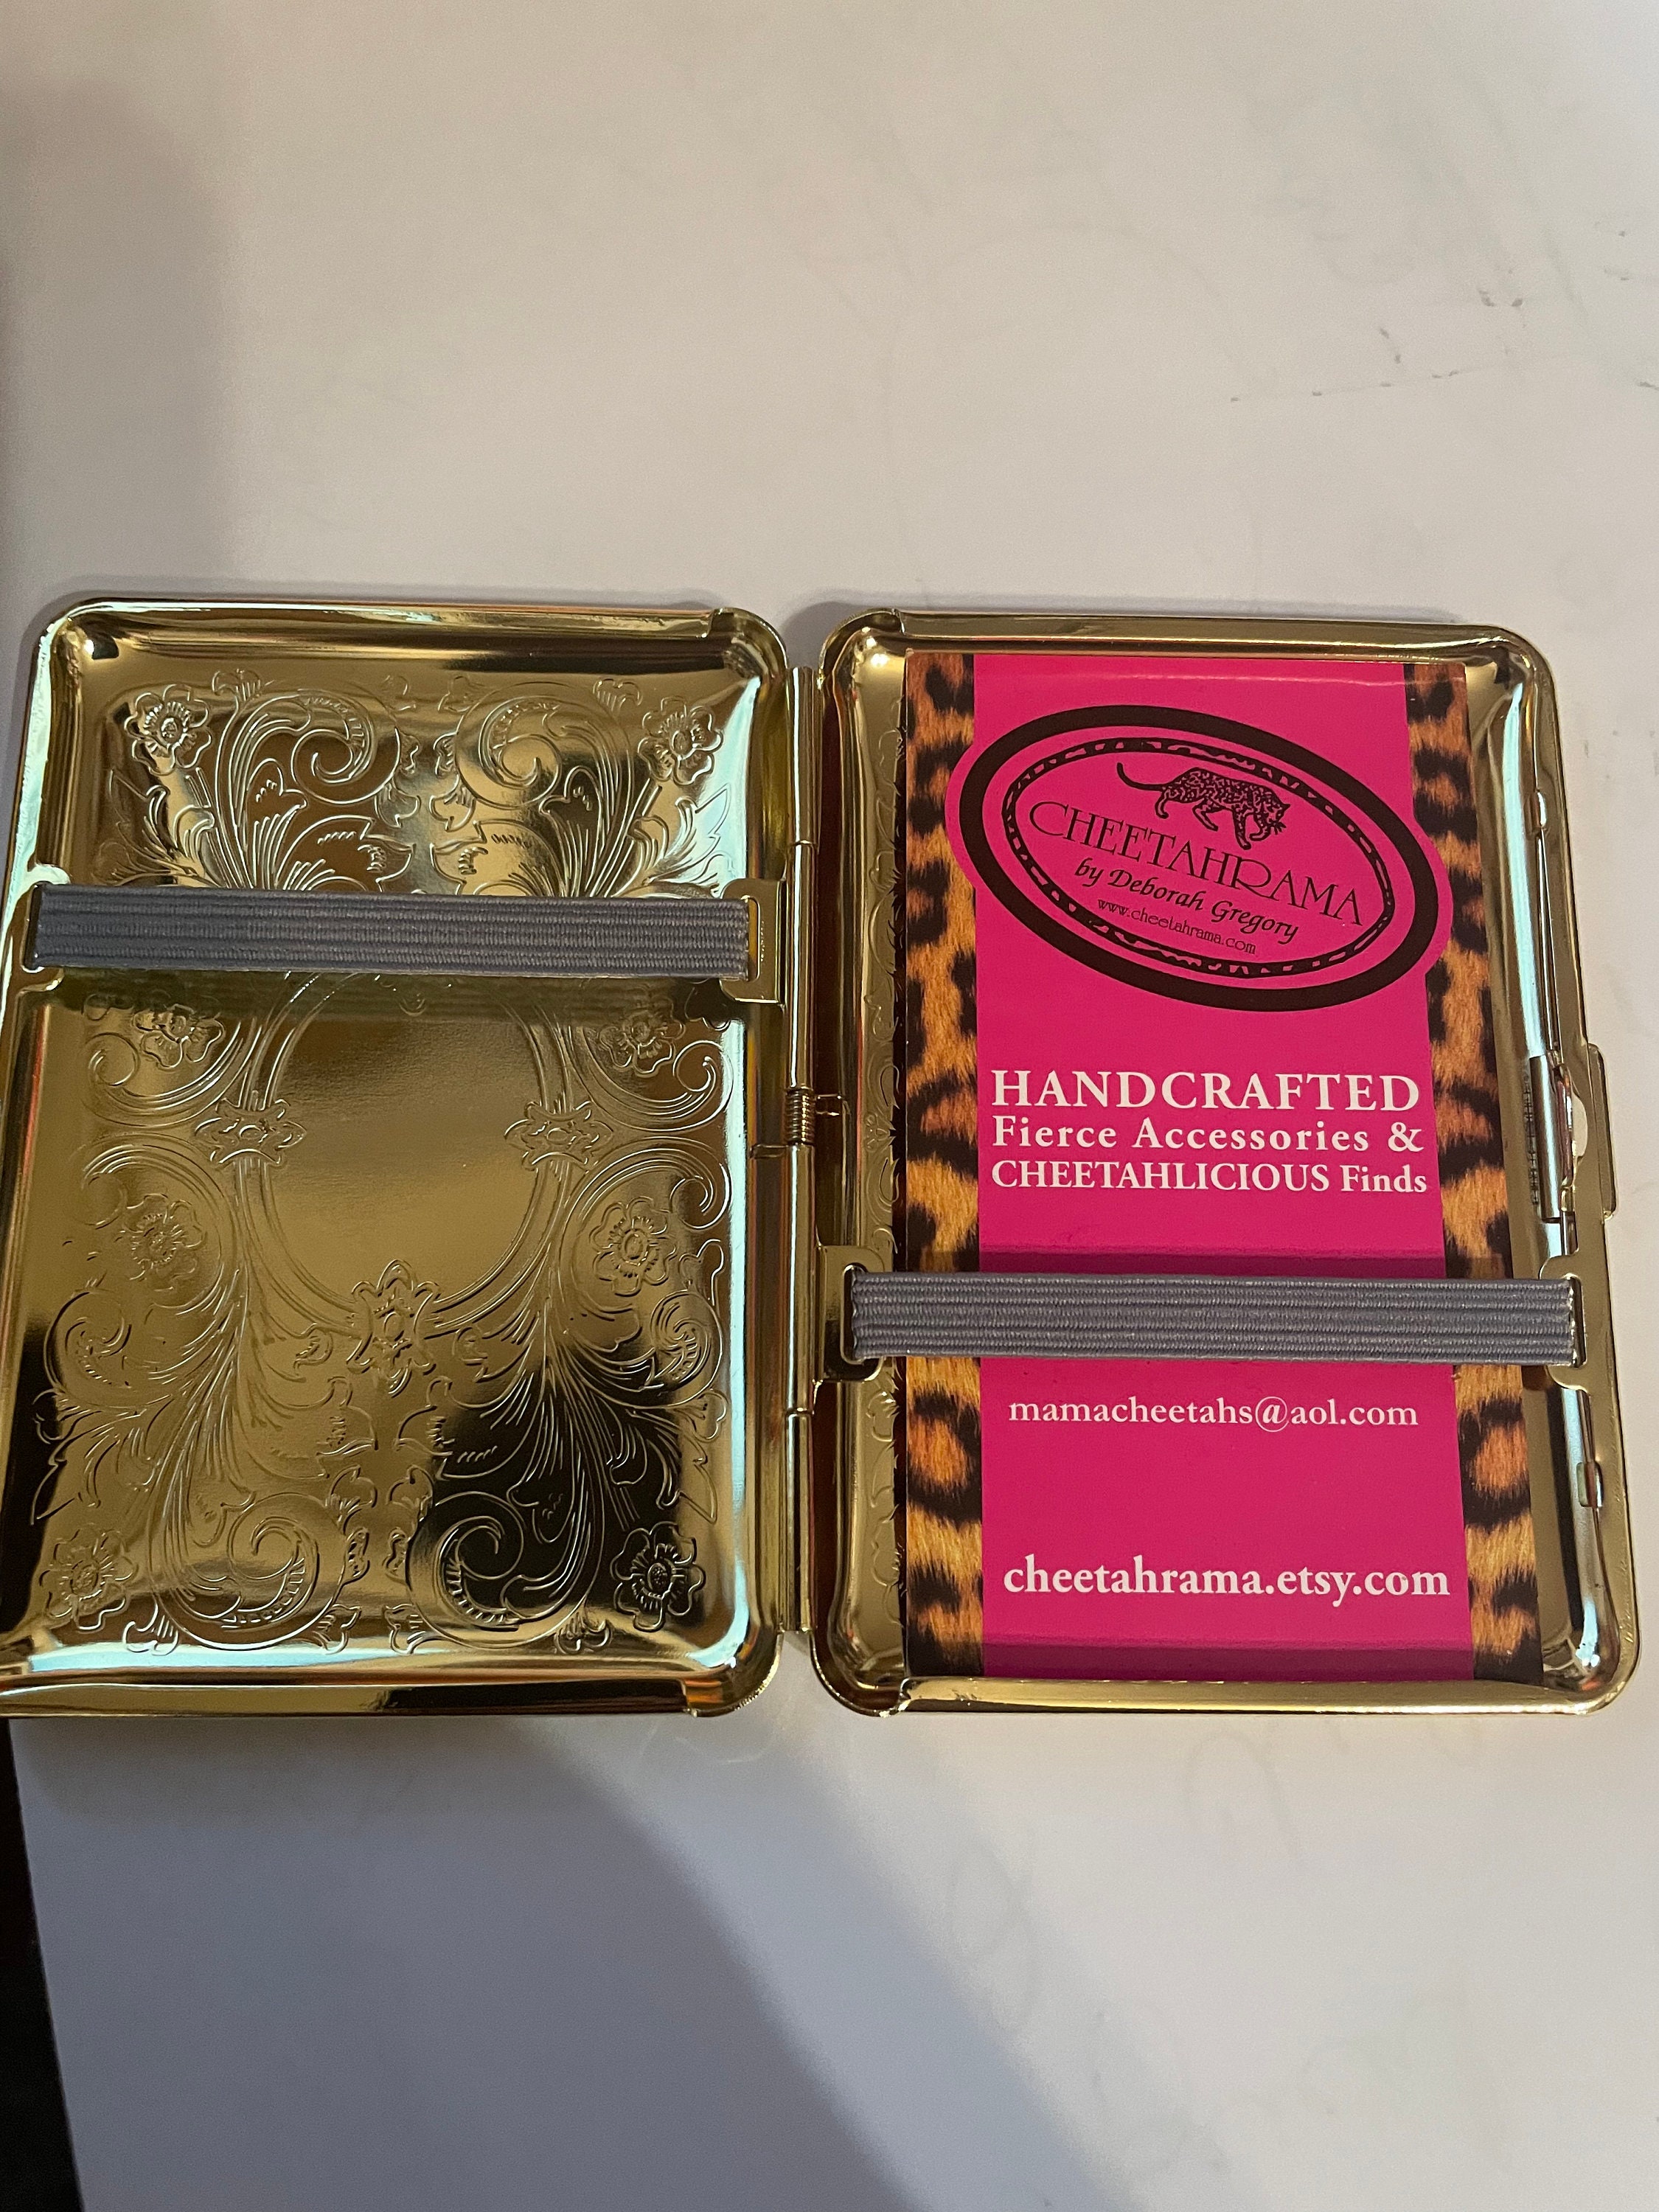 CHEETAHRAMA
by Deborah Gregory
www.cheetahrama.com
HANDCRAFTED
Fierce Accessories &
CHEETAHLICIOUS Finds
mamacheetahs@aol.com
cheetahrama.etsy.com